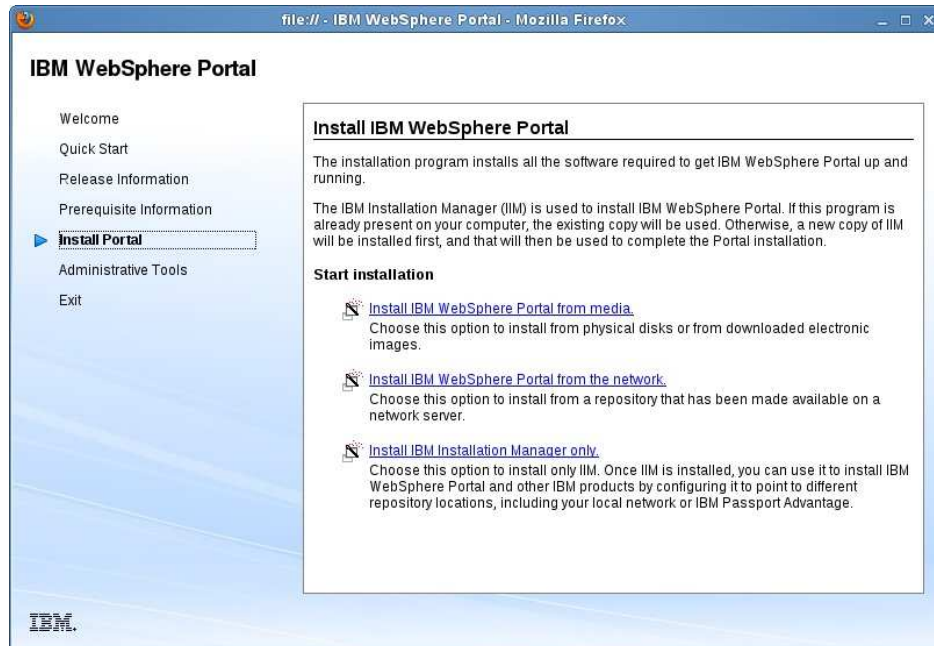 file:// - IBM WebSphere Portal - Mozilla Firefox
IBM WebSphere Portal
Welcome
Quick Start
Release Information
Prerequisite Information
Install Portal
Administrative Tools
Exit
Install IBM WebSphere Portal
The installation program installs all the software required to get IBM WebSphere Portal up and
running.
The IBM Installation Manager (IIM) is used to install IBM WebSphere Portal. If this program is
already present on your computer, the existing copy will be used. Otherwise, a new copy of IIM
will be installed first, and that will then be used to complete the Portal installation.
Start installation
Install IBM WebSphere Portal from media.
Choose this option to install from physical disks or from downloaded electronic
images.
Install IBM WebSphere Portal from the network.
Choose this option to install from a repository that has been made available on a
network server.
Install IBM Installation Manager only.
Choose this option to install only IIM. Once IIM is installed, you can use it to install IBM
WebSphere Portal and other IBM products by configuring it to point to different
repository locations, including your local network or IBM Passport Advantage.
IBM.